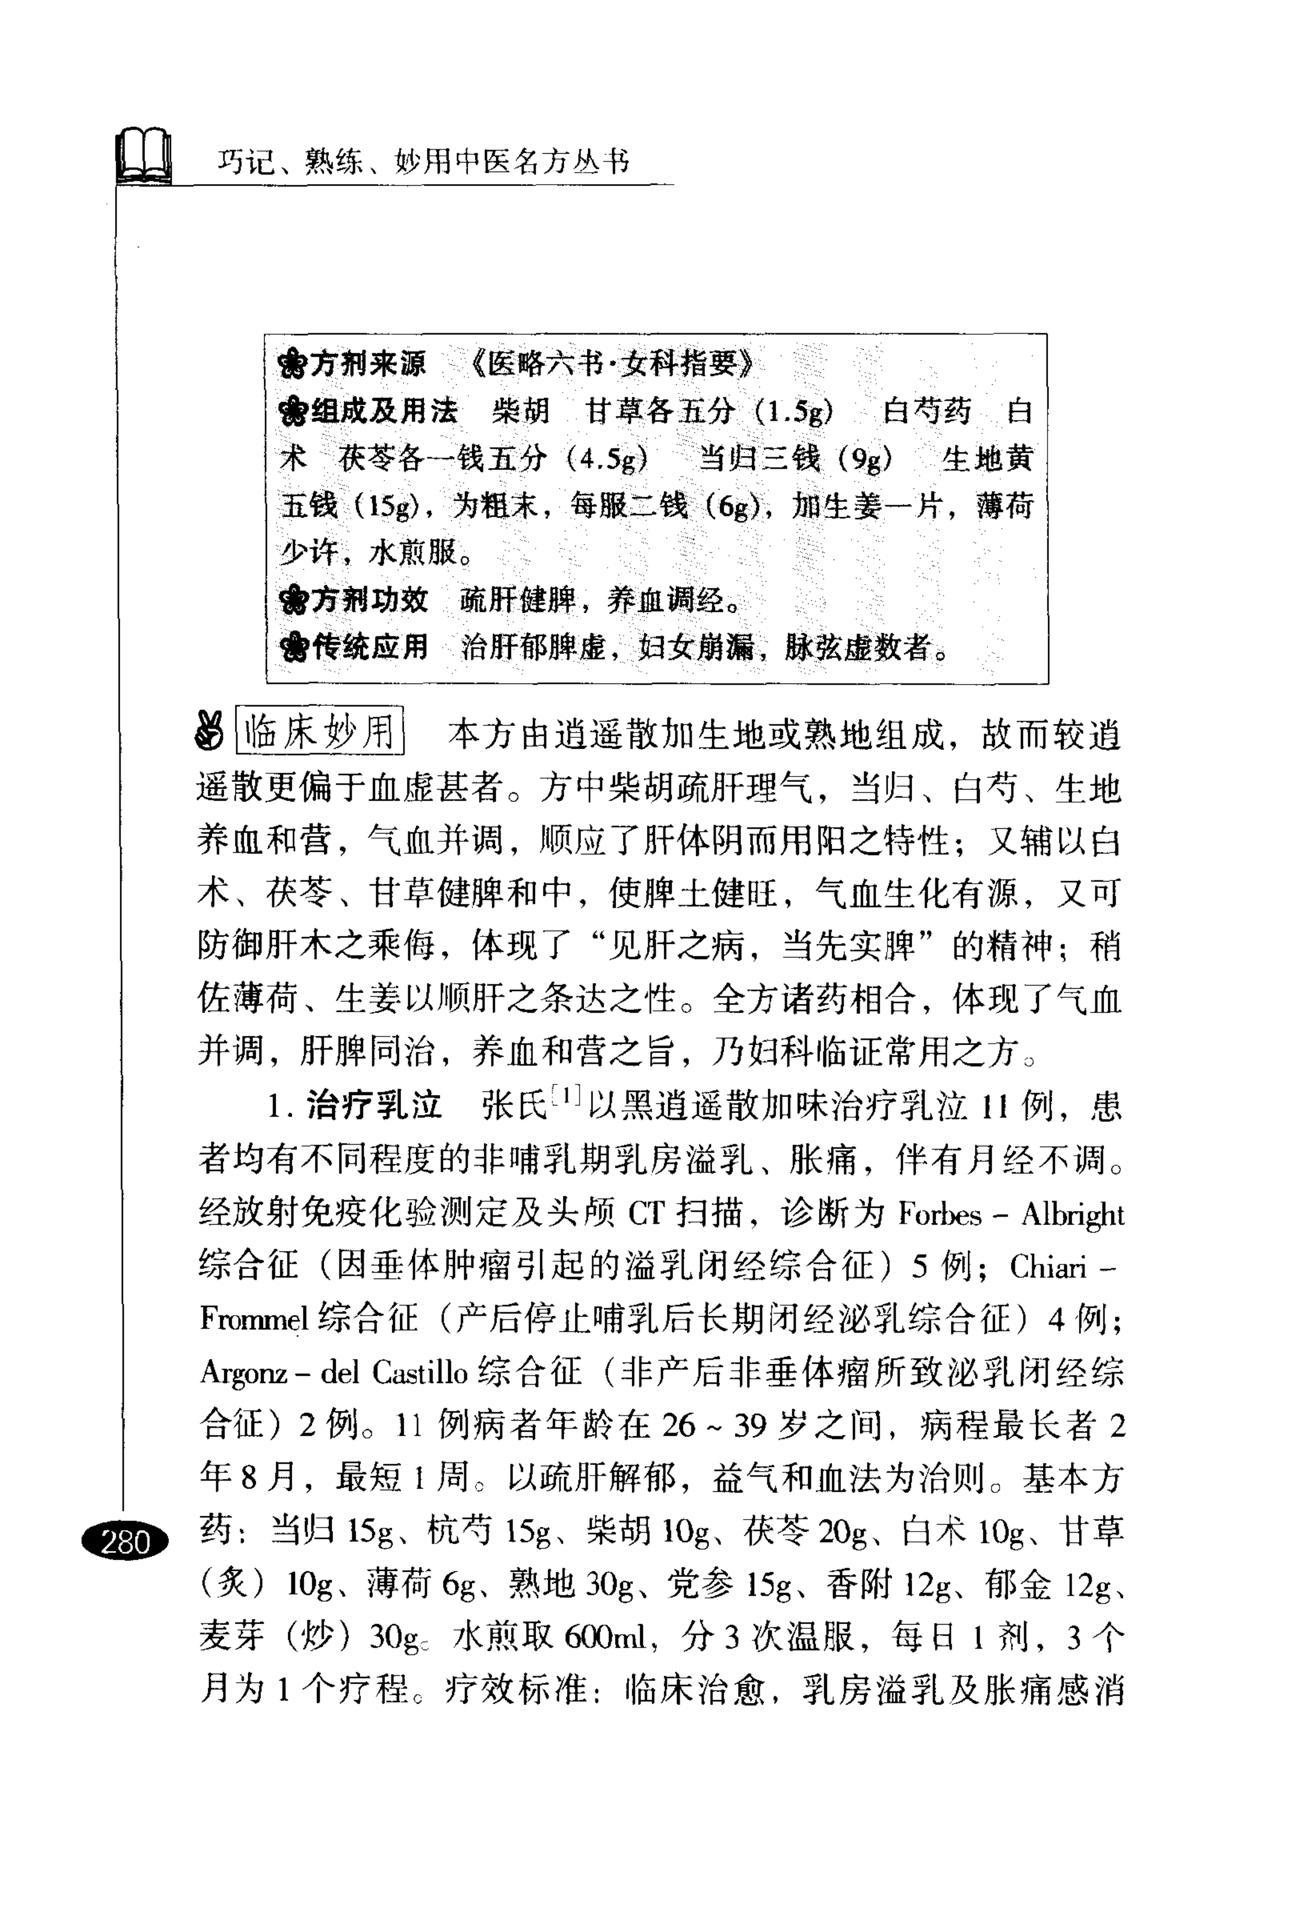 巧记、熟练、妙用中医名方丛书
方剂来源 《医略六书·女科指要》
组成及用法 柴胡 甘草各五分（1.5g） 白芍药 白
术 茯苓各一钱五分（4.5g） 当归三钱（9g） 生地黄
五钱（15g），为粗末，每服二钱（6g），加生姜一片，薄荷
少许，水煎服。
方剂功效 疏肝健脾，养血调经。
传统应用 治肝郁脾虚，妇女崩漏，脉弦虚数者。
临床妙用 本方由逍遥散加生地或熟地组成，故而较逍
遥散更偏于血虚甚者。方中柴胡疏肝理气，当归、白芍、生地
养血和营，气血并调，顺应了肝体阴而用阳之特性；又辅以白
术、茯苓、甘草健脾和中，使脾土健旺，气血生化有源，又可
防御肝木之乘侮，体现了“见肝之病，当先实脾”的精神；稍
佐薄荷、生姜以顺肝之条达之性。全方诸药相合，体现了气血
并调，肝脾同治，养血和营之旨，乃妇科临证常用之方。
1. 治疗乳泣 张氏[1]以黑逍遥散加味治疗乳泣 11 例，患
者均有不同程度的非哺乳期乳房溢乳、胀痛，伴有月经不调。
经放射免疫化验测定及头颅 CT 扫描，诊断为 Forbes – Albright
综合征（因垂体肿瘤引起的溢乳闭经综合征）5 例；Chiari –
Frommel 综合征（产后停止哺乳后长期闭经泌乳综合征）4 例；
Argonz – del Castillo 综合征（非产后非垂体瘤所致泌乳闭经综
合征）2 例。11 例病者年龄在 26 ~ 39 岁之间，病程最长者 2
年 8 月，最短 1 周。以疏肝解郁，益气和血法为治则。基本方
药：当归 15g、杭芍 15g、柴胡 10g、茯苓 20g、白术 10g、甘草
（炙）10g、薄荷 6g、熟地 30g、党参 15g、香附 12g、郁金 12g、
麦芽（炒）30g。水煎取 600ml，分 3 次温服，每日 1 剂，3 个
月为 1 个疗程。疗效标准：临床治愈，乳房溢乳及胀痛感消
280